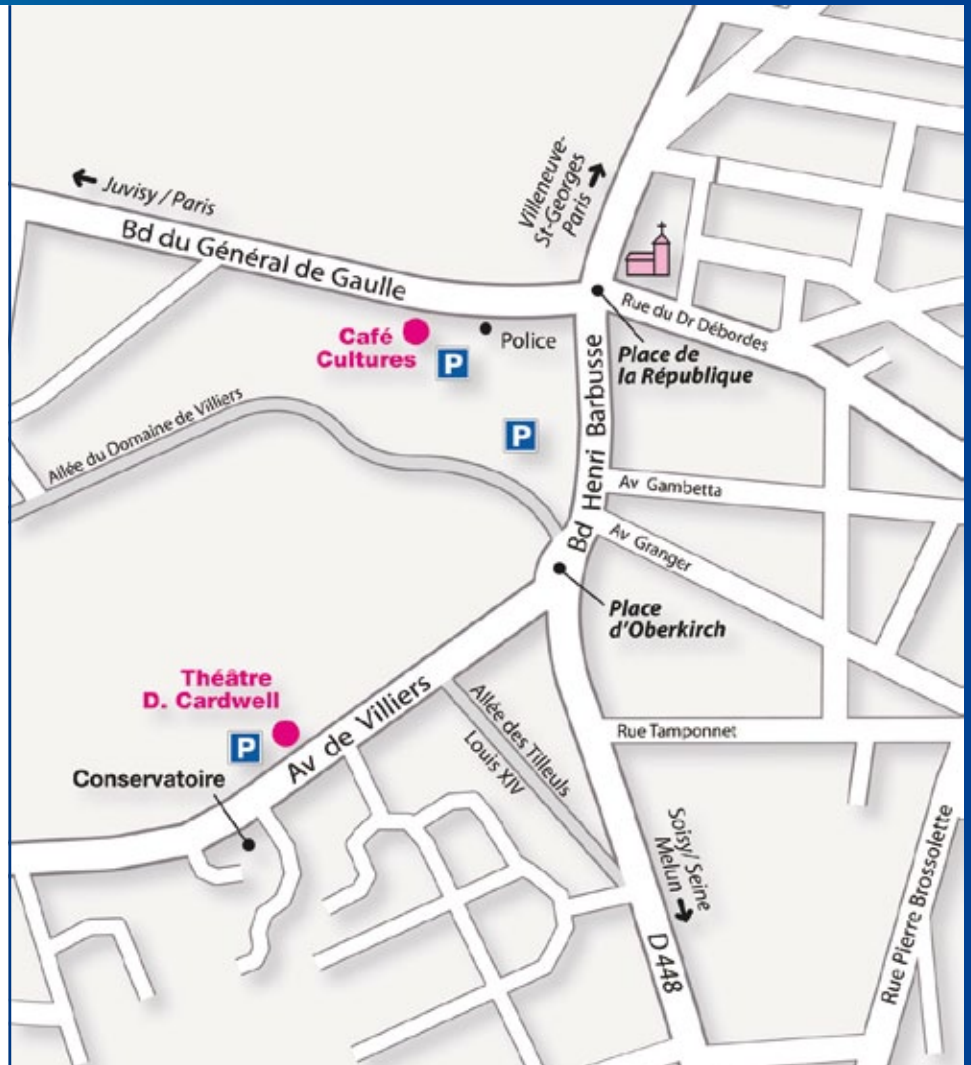 Juvisy / Paris
Villeneuve-
St-Georges
Paris
Bd du Général de Gaulle
Rue du Dr Débordes
Café
Cultures
Police
P
Place de
la République
Allée du Domaine de Villiers
P
Bd Henri Barbusse
Av Gambetta
Av Granger
Place
d'Oberkirch
Théâtre
D. Cardwell
P
Av de Villiers
Allée des Tilleuls
Louis XIV
Rue Tamponnet
Conservatoire
Soisy/ Seine
Melun
D 448
Rue Pierre Brossolette